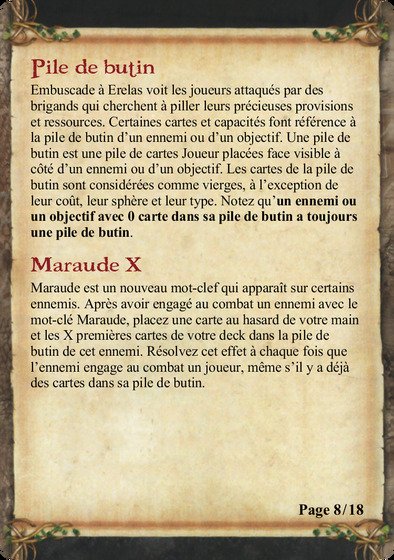 Pile de butin
Embuscade à Erelas voit les joueurs attaqués par des
brigands qui cherchent à piller leurs précieuses provisions
et ressources. Certaines cartes et capacités font référence à
la pile de butin d'un ennemi ou d'un objectif. Une pile de
butin est une pile de cartes Joueur placées face visible à
côté d'un ennemi ou d'un objectif. Les cartes de la pile de
butin sont considérées comme vierges, à l'exception de
leur coût, leur sphère et leur type. Notez qu'un ennemi ou
un objectif avec 0 carte dans sa pile de butin a toujours
une pile de butin.
Maraude X
Maraude est un nouveau mot-clef qui apparaît sur certains
ennemis. Après avoir engagé au combat un ennemi avec le
mot-clé Maraude, placez une carte au hasard de votre main
et les X premières cartes de votre deck dans la pile de
butin de cet ennemi. Résolvez cet effet à chaque fois que
l'ennemi engage au combat un joueur, même s'il y a déjà
des cartes dans sa pile de butin.
Page 8/18